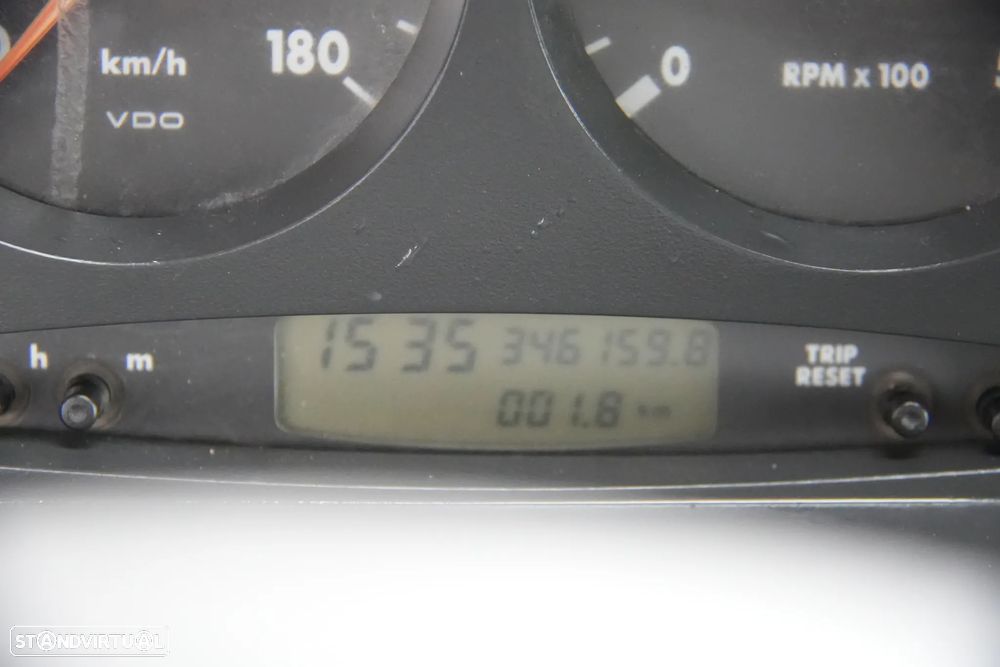 km/h 180
VDO
0 RPM x 100
h m
15 35 346 159.8
001.8 km
TRIP
RESET
STANDVIRTUAL